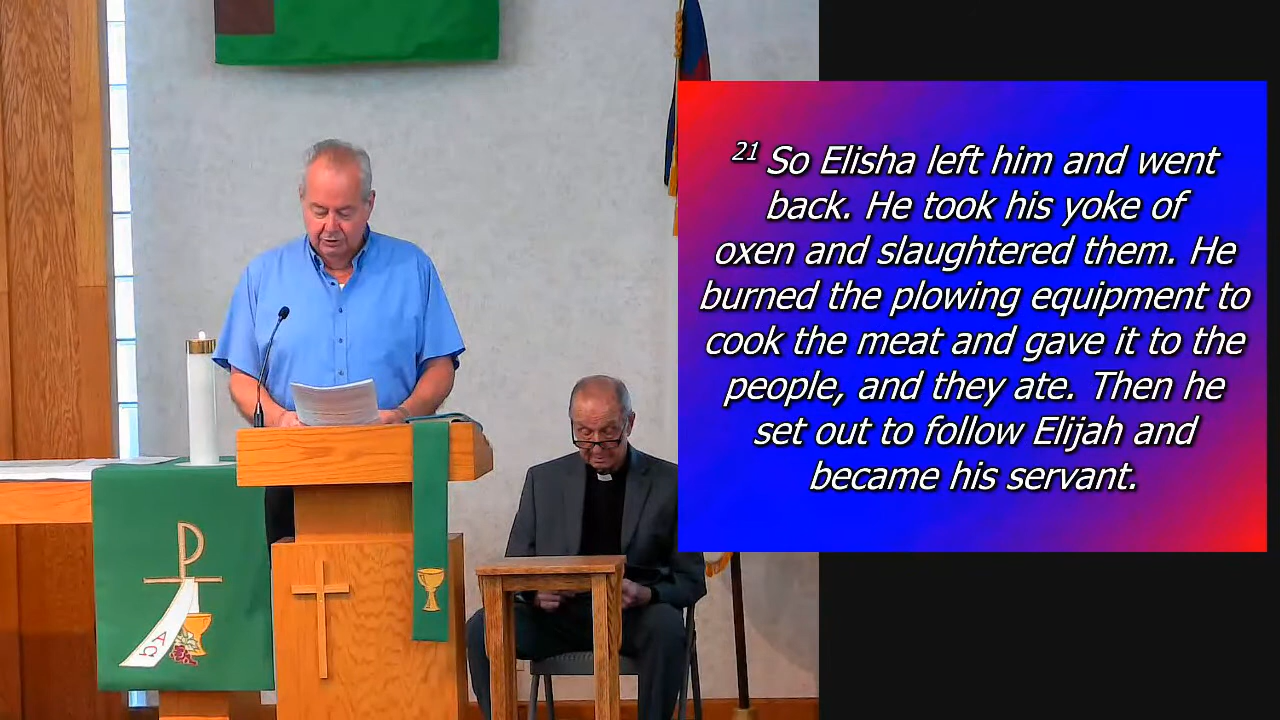 21 So Elisha left him and went
back. He took his yoke of
oxen and slaughtered them. He
burned the plowing equipment to
cook the meat and gave it to the
people, and they ate. Then he
set out to follow Elijah and
became his servant.
ΑΩ